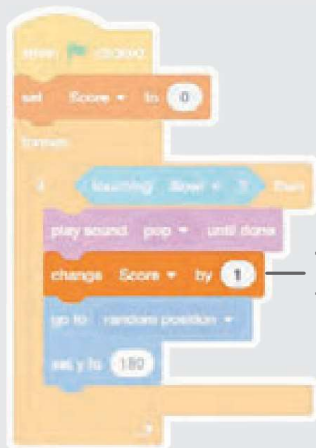 when clicked
set Score to 0
forever
if touching Bowl ? then
play sound pop until done
change Score by 1
go to random position
set y to 180